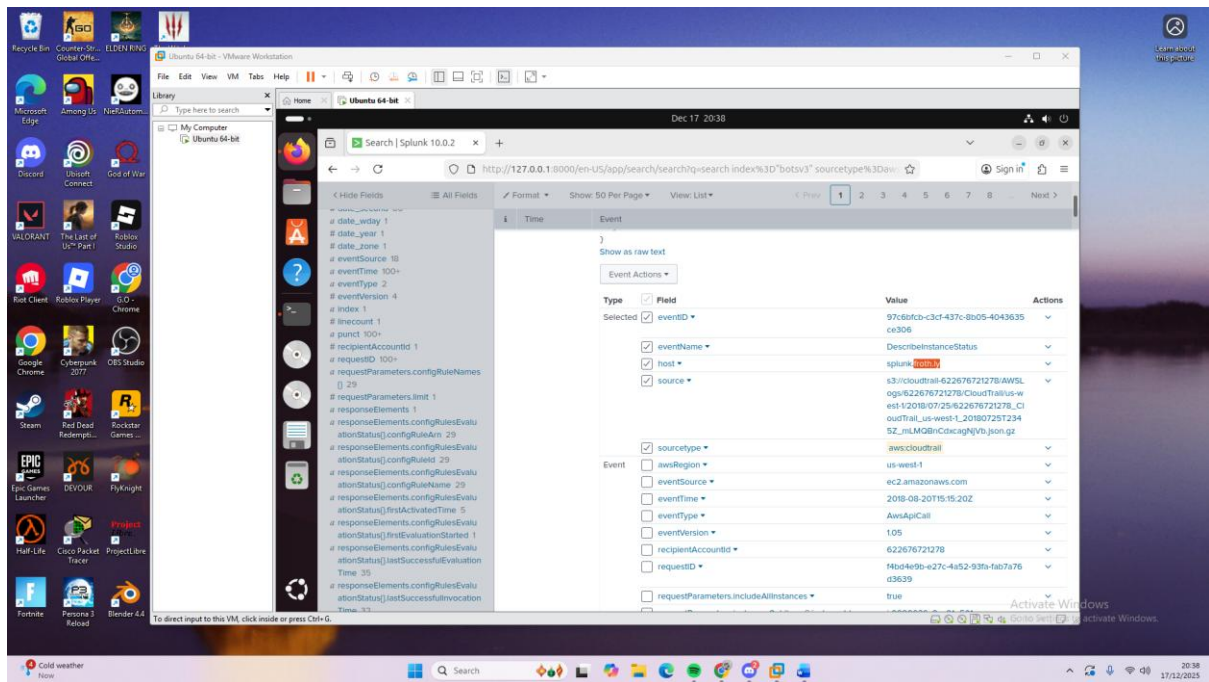 Recycle Bin
Counter-Str...
Global Offe...
ELDEN RING
Learn about
this picture
Microsoft
Edge
Among Us
NieRAutom...
Discord
Ubisoft
Connect
God of War
VALORANT
The Last of
Us™ Part I
Roblox
Studio
Riot Client
Roblox Player
G.O -
Chrome
Google
Chrome
Cyberpunk
2077
OBS Studio
Steam
Red Dead
Redempti...
Rockstar
Games ...
Epic Games
Launcher
DEVOUR
FlyKnight
Half-Life
Cisco Packet
Tracer
ProjectLibre
Fortnite
Persona 3
Reload
Blender 4.4
Ubuntu 64-bit - VMware Workstation
File Edit View VM Tabs Help
Library
Type here to search
My Computer
Ubuntu 64-bit
Home
Ubuntu 64-bit
Dec 17 20:38
Search | Splunk 10.0.2
http://127.0.0.1:8000/en-US/app/search/search?q=search index%3D"botsv3" sourcetype%3Daw
Sign in
< Hide Fields
All Fields
Format
Show: 50 Per Page
View: List
< Prev 1 2 3 4 5 6 7 8 ... Next >
i Time Event
a date_wday 1
# date_year 1
# date_zone 1
a eventSource 18
a eventTime 100+
a eventType 2
# eventVersion 4
a index 1
# linecount 1
a punct 100+
# recipientAccountId 1
a requestID 100+
a requestParameters.configRuleNames
{} 29
# requestParameters.limit 1
a responseElements 1
a responseElements.configRulesEvalu
ationStatus{}.configRuleArn 29
a responseElements.configRulesEvalu
ationStatus{}.configRuleId 29
a responseElements.configRulesEvalu
ationStatus{}.configRuleName 29
a responseElements.configRulesEvalu
ationStatus{}.firstActivatedTime 5
a responseElements.configRulesEvalu
ationStatus{}.firstEvaluationStarted 1
a responseElements.configRulesEvalu
ationStatus{}.lastSuccessfulEvaluation
Time 35
a responseElements.configRulesEvalu
ationStatus{}.lastSuccessfulInvocation
}
Show as raw text
Event Actions
Type Field Value Actions
Selected eventID 97c6bfcb-c3cf-437c-8b05-4043635
ce306
eventName DescribeInstanceStatus
host splunk.froth.ly
source s3://cloudtrail-622676721278/AWSL
ogs/622676721278/CloudTrail/us-w
est-1/2018/07/25/622676721278_Cl
oudTrail_us-west-1_20180725T234
5Z_mLMQBnCdxcagNjVb.json.gz
sourcetype aws:cloudtrail
Event awsRegion us-west-1
eventSource ec2.amazonaws.com
eventTime 2018-08-20T15:15:20Z
eventType AwsApiCall
eventVersion 1.05
recipientAccountId 622676721278
requestID f4bd4e9b-e27c-4a52-93fa-fab7a76
d3639
requestParameters.includeAllInstances true
Activate Windows
To direct input to this VM, click inside or press Ctrl+G.
Cold weather
Now
Search
20:38
17/12/2025